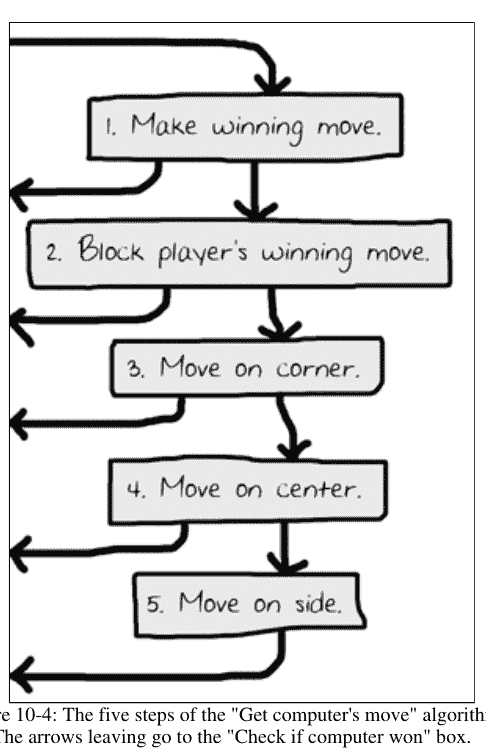 1. Make winning move.
2. Block player's winning move.
3. Move on corner.
4. Move on center.
5. Move on side.
re 10-4: The five steps of the "Get computer's move" algorith
The arrows leaving go to the "Check if computer won" box.